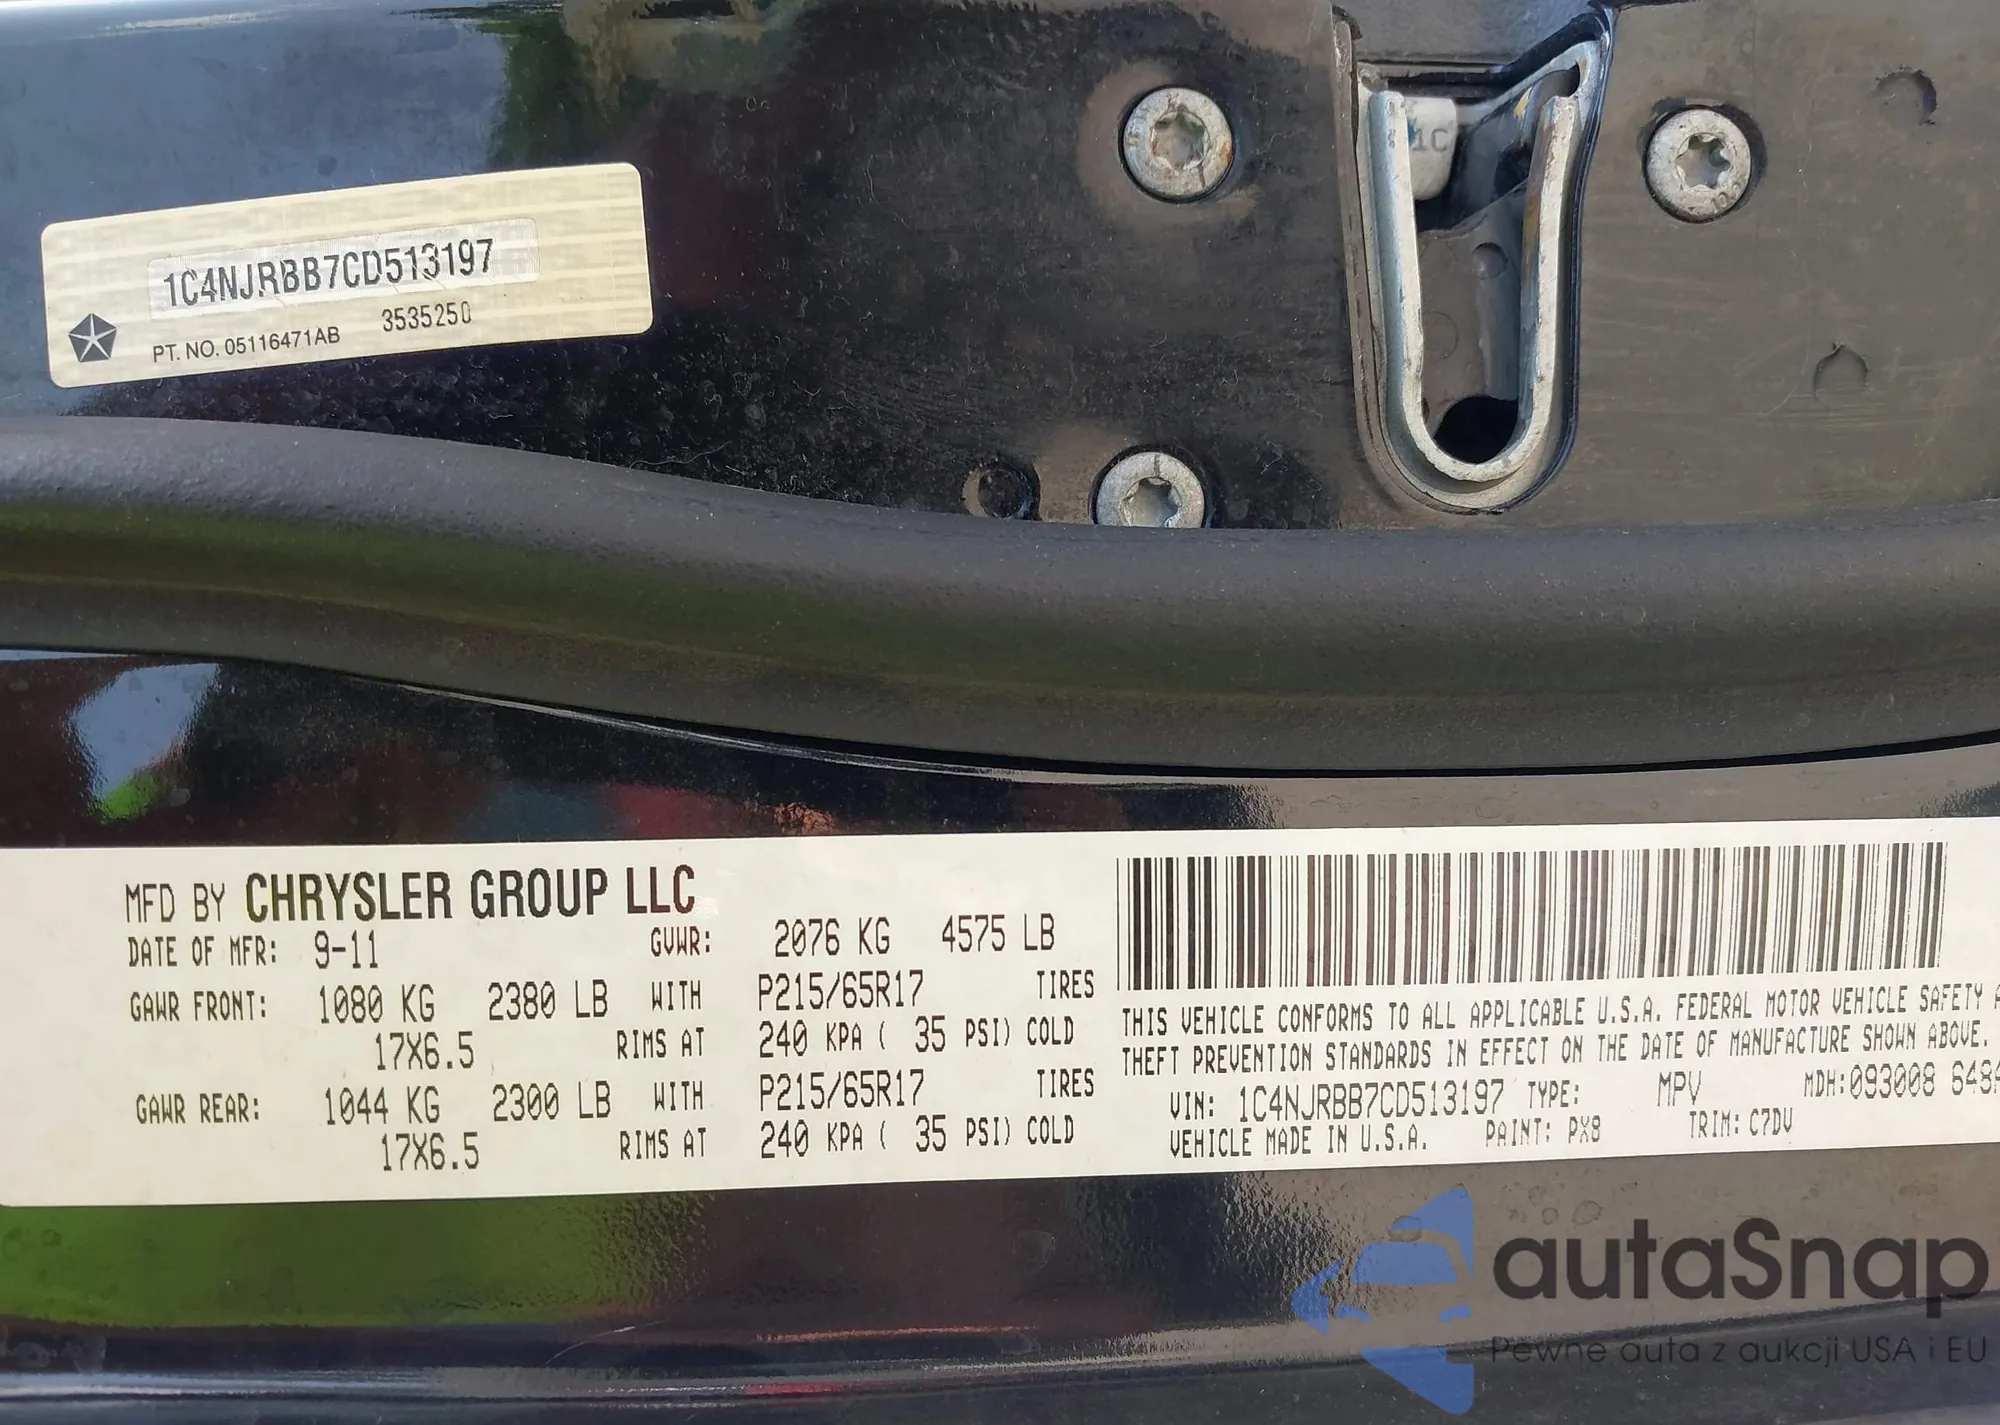 1C
1C4NJRBB7CD513197
PT. NO. 05116471AB 3535250
MFD BY CHRYSLER GROUP LLC
DATE OF MFR: 9-11 GVWR: 2076 KG 4575 LB
GAWR FRONT: 1080 KG 2380 LB WITH P215/65R17 TIRES
17X6.5 RIMS AT 240 KPA ( 35 PSI) COLD
GAWR REAR: 1044 KG 2300 LB WITH P215/65R17 TIRES
17X6.5 RIMS AT 240 KPA ( 35 PSI) COLD
THIS VEHICLE CONFORMS TO ALL APPLICABLE U.S.A. FEDERAL MOTOR VEHICLE SAFETY
THEFT PREVENTION STANDARDS IN EFFECT ON THE DATE OF MANUFACTURE SHOWN ABOVE.
VIN: 1C4NJRBB7CD513197 TYPE: MPV MDH:093008
VEHICLE MADE IN U.S.A. PAINT: PX8 TRIM: C7DV
autaSnap
Pewne auta z aukcji USA i EU